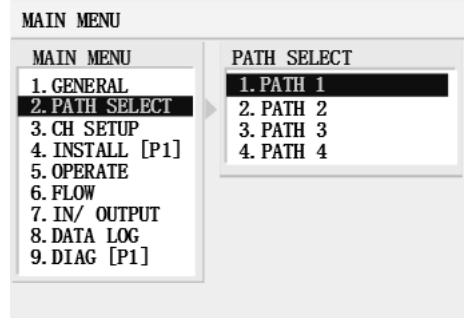 MAIN MENU
MAIN MENU
1. GENERAL
2. PATH SELECT
3. CH SETUP
4. INSTALL [P1]
5. OPERATE
6. FLOW
7. IN/ OUTPUT
8. DATA LOG
9. DIAG [P1]
PATH SELECT
1. PATH 1
2. PATH 2
3. PATH 3
4. PATH 4